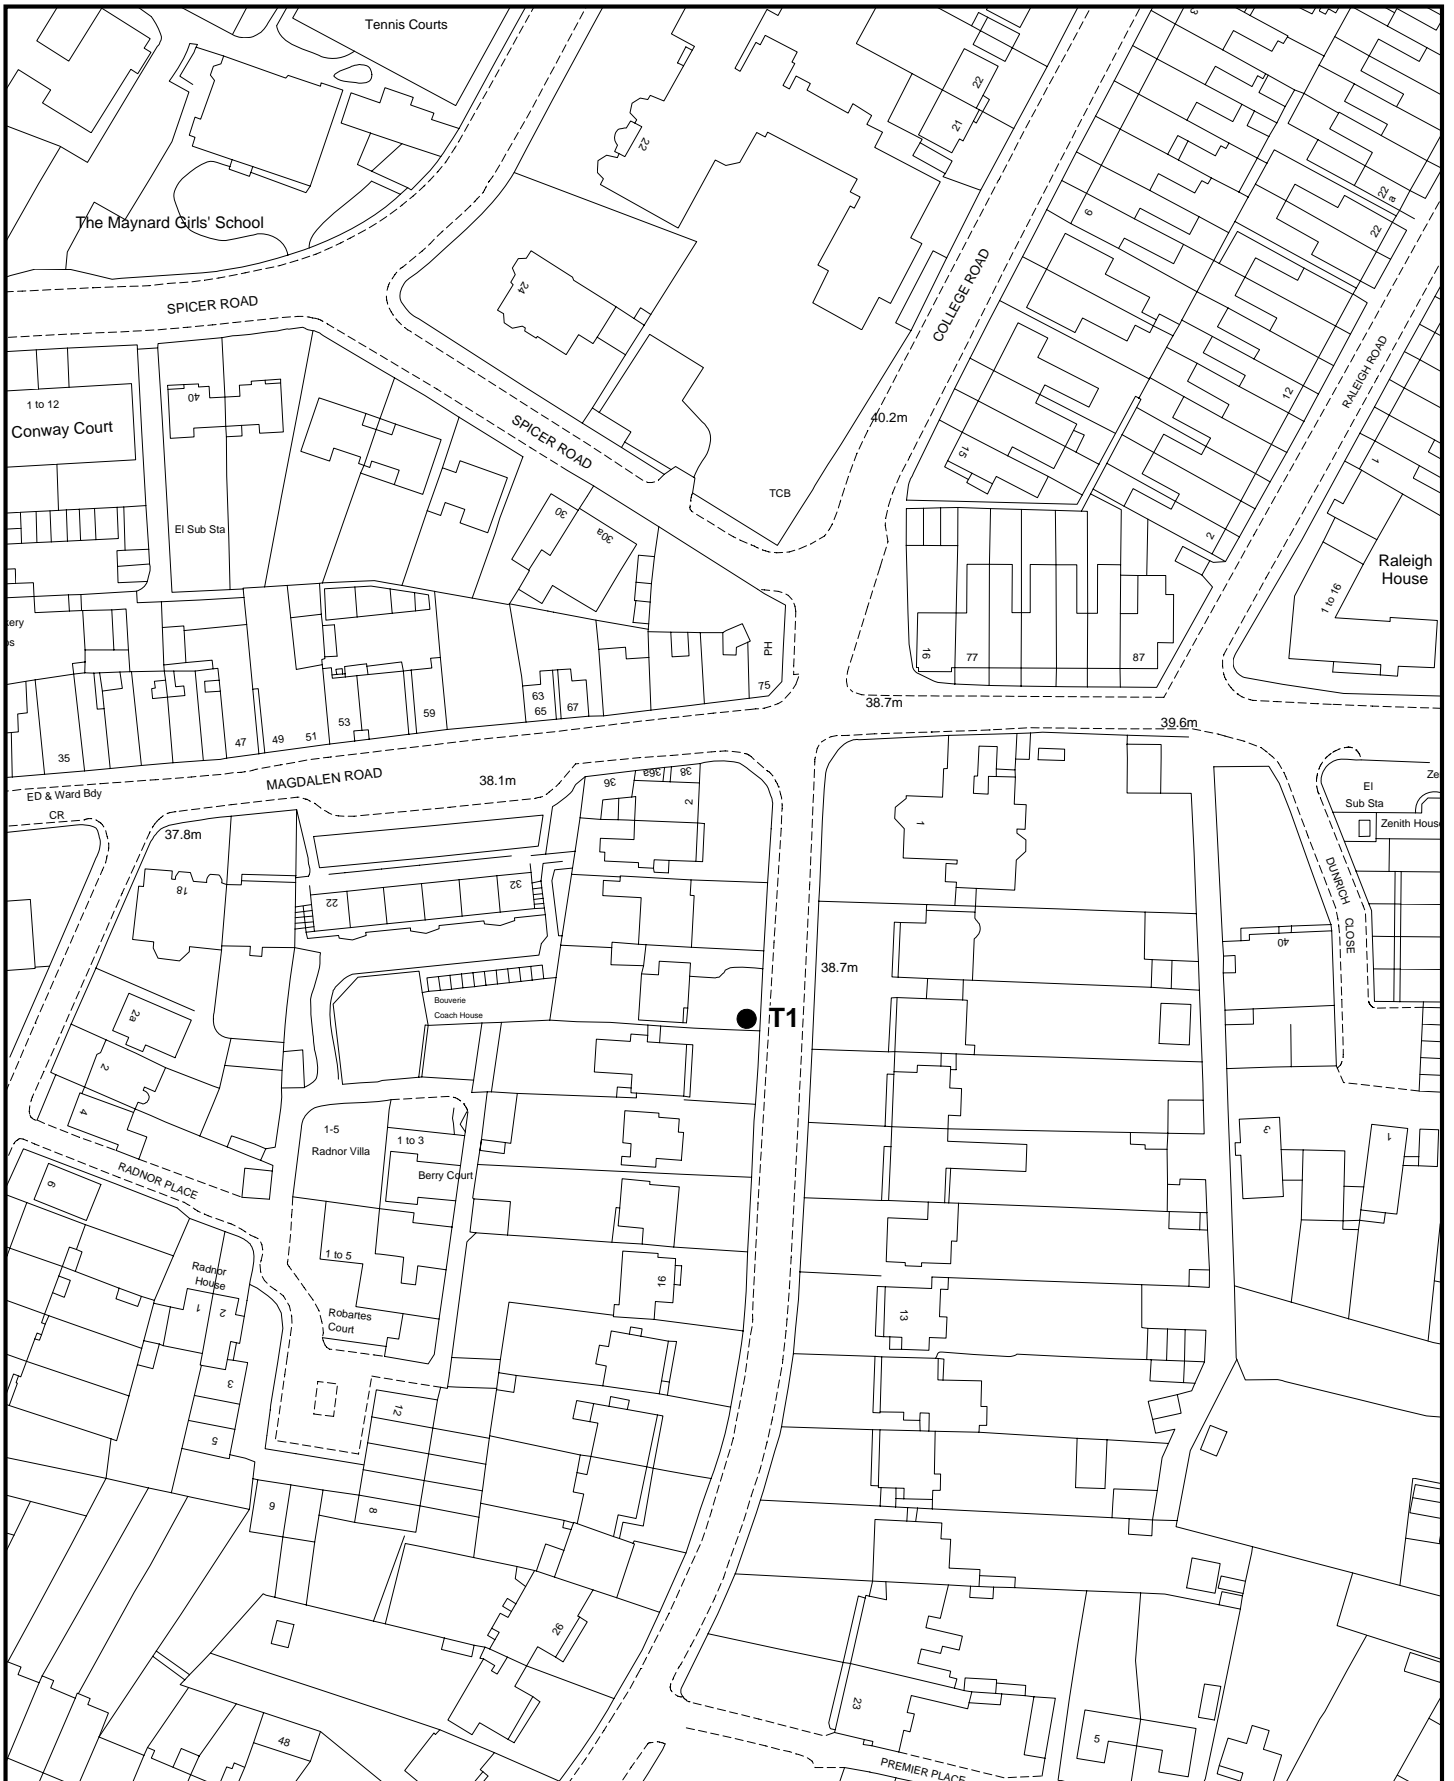 Tennis Courts
22
22
21
3
The Maynard Girls' School
22
a
22
6
SPICER ROAD
24
COLLEGE ROAD
RALEIGH ROAD
40
1 to 12
Conway Court
12
40.2m
SPICER ROAD
15
1
TCB
30
30a
El Sub Sta
2
Raleigh
House
1 to 16
PH
16
77
87
75
63
65
67
59
53
51
49
47
35
38.7m
39.6m
MAGDALEN ROAD
38.1m
ED & Ward Bdy
CR
37.8m
36
36a
38
2
1
El
Sub Sta
Zenith House
DUNRICH CLOSE
18
22
32
40
38.7m
Bouverie
Coach House
2a
T1
2
4
1-5
Radnor Villa
1 to 3
Berry Court
3
1
RADNOR PLACE
6
1 to 5
Radnor
House
16
1
2
13
Robartes
Court
3
12
5
9
8
26
23
48
5
PREMIER PLACE